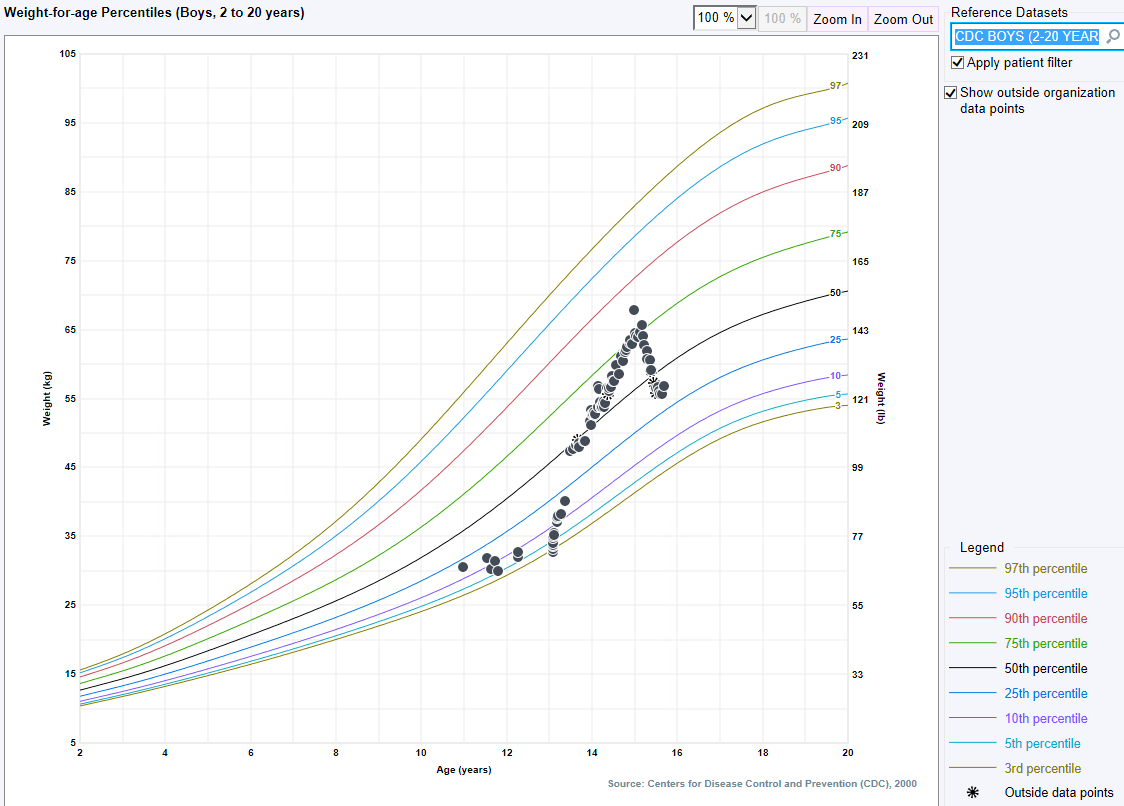 Weight-for-age Percentiles (Boys, 2 to 20 years)
100 %
100 %
Zoom In
Zoom Out
Reference Datasets
CDC BOYS (2-20 YEAR
Apply patient filter
Show outside organization
data points
105
95
85
75
65
55
45
35
25
15
5
Weight (kg)
231
209
187
165
143
121
99
77
55
33
Weight (lb)
97
95
90
75
50
25
10
5
3
2
4
6
8
10
12
14
16
18
20
Age (years)
Source: Centers for Disease Control and Prevention (CDC), 2000
Legend
97th percentile
95th percentile
90th percentile
75th percentile
50th percentile
25th percentile
10th percentile
5th percentile
3rd percentile
Outside data points